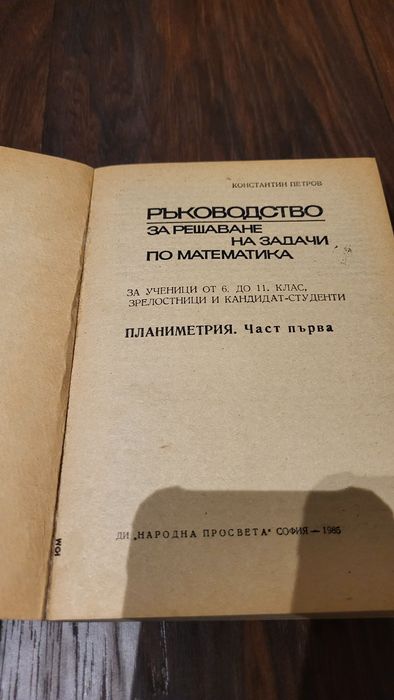 КОНСТАНТИН ПЕТРОВ
РЪКОВОДСТВО
ЗА РЕШАВАНЕ
НА ЗАДАЧИ
ПО МАТЕМАТИКА
ЗА УЧЕНИЦИ ОТ 6. ДО 11. КЛАС,
ЗРЕЛОСТНИЦИ И КАНДИДАТ-СТУДЕНТИ
ПЛАНИМЕТРИЯ. Част първа
ДИ „НАРОДНА ПРОСВЕТА“ СОФИЯ — 1985